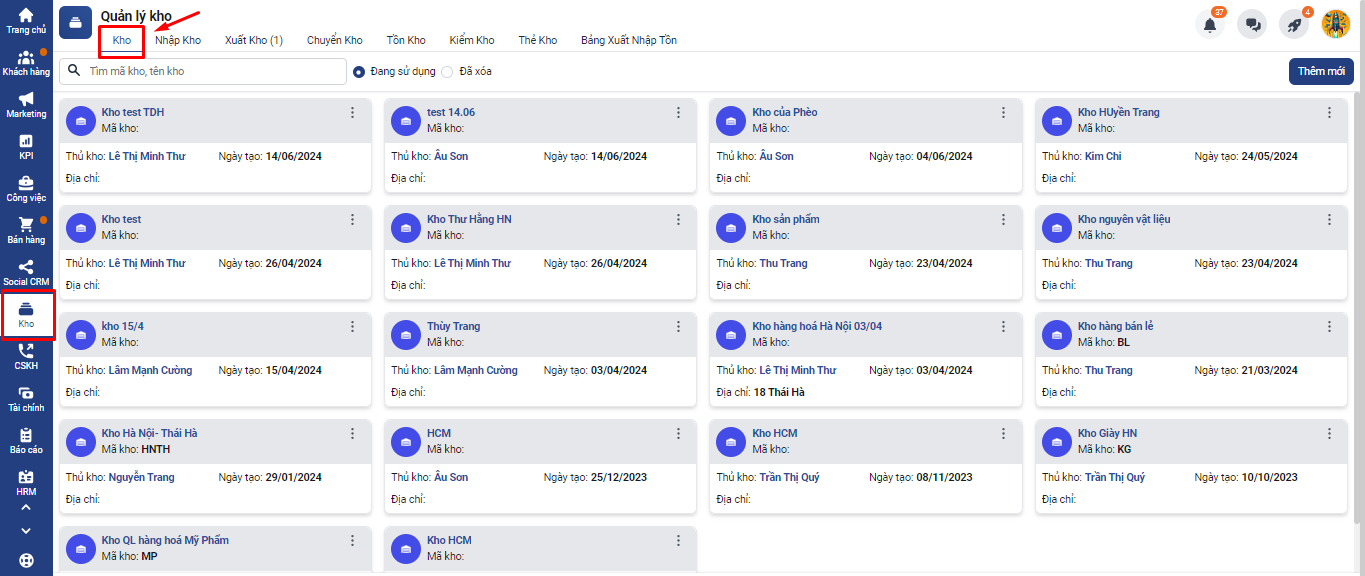 Trang chủ
Khách hàng
Marketing
KPI
Công việc
Bán hàng
Social CRM
Kho
CSKH
Tài chính
Báo cáo
HRM
Quản lý kho
37
4
Kho Nhập Kho Xuất Kho (1) Chuyển Kho Tồn Kho Kiểm Kho Thẻ Kho Bảng Xuất Nhập Tồn
Tìm mã kho, tên kho Đang sử dụng Đã xóa Thêm mới
Kho test TDH
Mã kho:
Thủ kho: Lê Thị Minh Thư Ngày tạo: 14/06/2024
Địa chỉ:
test 14.06
Mã kho:
Thủ kho: Âu Sơn Ngày tạo: 14/06/2024
Địa chỉ:
Kho của Phèo
Mã kho:
Thủ kho: Âu Sơn Ngày tạo: 04/06/2024
Địa chỉ:
Kho HUyền Trang
Mã kho:
Thủ kho: Kim Chi Ngày tạo: 24/05/2024
Địa chỉ:
Kho test
Mã kho:
Thủ kho: Lê Thị Minh Thư Ngày tạo: 26/04/2024
Địa chỉ:
Kho Thư Hằng HN
Mã kho:
Thủ kho: Lê Thị Minh Thư Ngày tạo: 26/04/2024
Địa chỉ:
Kho sản phẩm
Mã kho:
Thủ kho: Thu Trang Ngày tạo: 23/04/2024
Địa chỉ:
Kho nguyên vật liệu
Mã kho:
Thủ kho: Thu Trang Ngày tạo: 23/04/2024
Địa chỉ:
kho 15/4
Mã kho:
Thủ kho: Lâm Mạnh Cường Ngày tạo: 15/04/2024
Địa chỉ:
Thùy Trang
Mã kho:
Thủ kho: Lâm Mạnh Cường Ngày tạo: 03/04/2024
Địa chỉ:
Kho hàng hoá Hà Nội 03/04
Mã kho:
Thủ kho: Lê Thị Minh Thư Ngày tạo: 03/04/2024
Địa chỉ: 18 Thái Hà
Kho hàng bán lẻ
Mã kho: BL
Thủ kho: Thu Trang Ngày tạo: 21/03/2024
Địa chỉ:
Kho Hà Nội- Thái Hà
Mã kho: HNTH
Thủ kho: Nguyễn Trang Ngày tạo: 29/01/2024
Địa chỉ:
HCM
Mã kho:
Thủ kho: Âu Sơn Ngày tạo: 25/12/2023
Địa chỉ:
Kho HCM
Mã kho:
Thủ kho: Trần Thị Quý Ngày tạo: 08/11/2023
Địa chỉ:
Kho Giày HN
Mã kho: KG
Thủ kho: Trần Thị Quý Ngày tạo: 10/10/2023
Địa chỉ:
Kho QL hàng hoá Mỹ Phẩm
Mã kho: MP
Kho HCM
Mã kho: